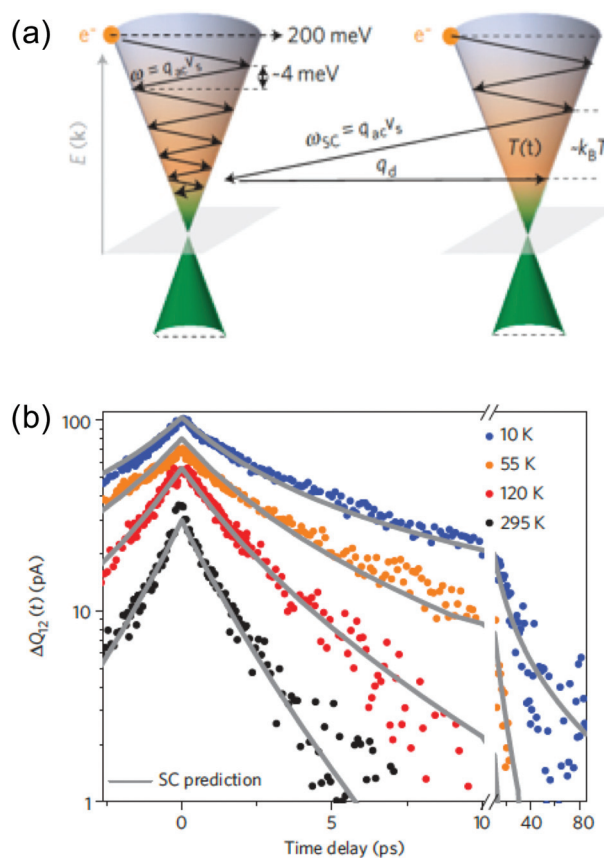 (a)
e-
200 meV
ω = q_ac v_s
~4 meV
E (k)
ω_SC = q_ac v_s
q_d
e-
T(t)
~k_B T
(b)
ΔQ_12 (t) (pA)
100
10
1
10 K
55 K
120 K
295 K
SC prediction
0
5
10
40
80
Time delay (ps)